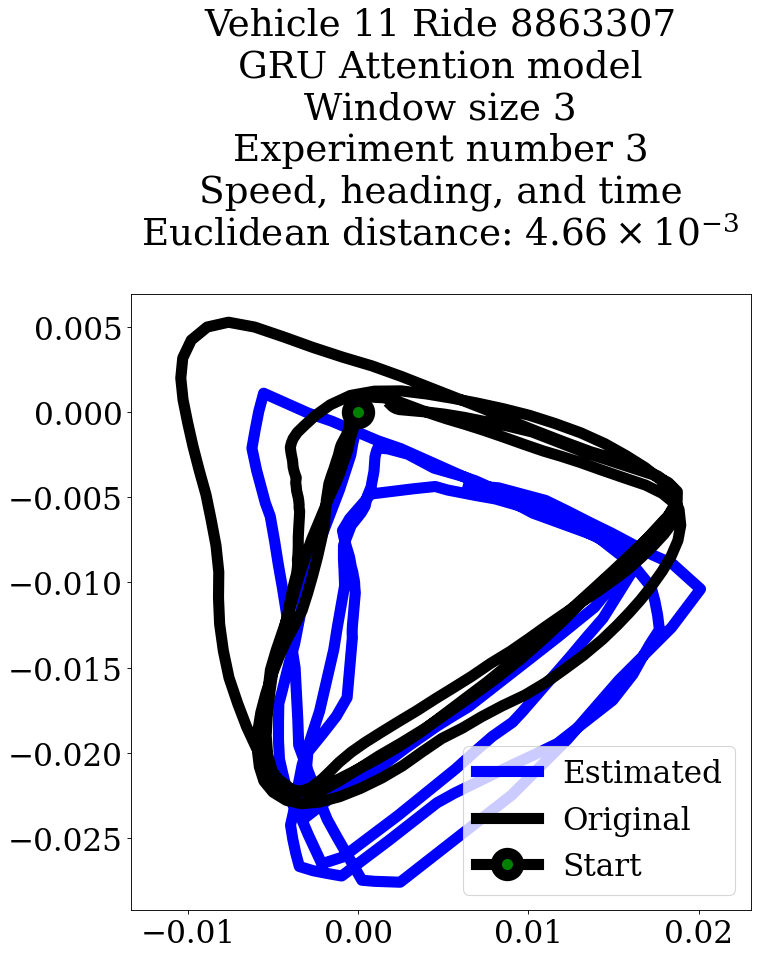 Vehicle 11 Ride 8863307
GRU Attention model
Window size 3
Experiment number 3
Speed, heading, and time
Euclidean distance: 4.66 × 10⁻³
0.005
0.000
−0.005
−0.010
−0.015
−0.020
−0.025
Estimated
Original
Start
−0.01 0.00 0.01 0.02